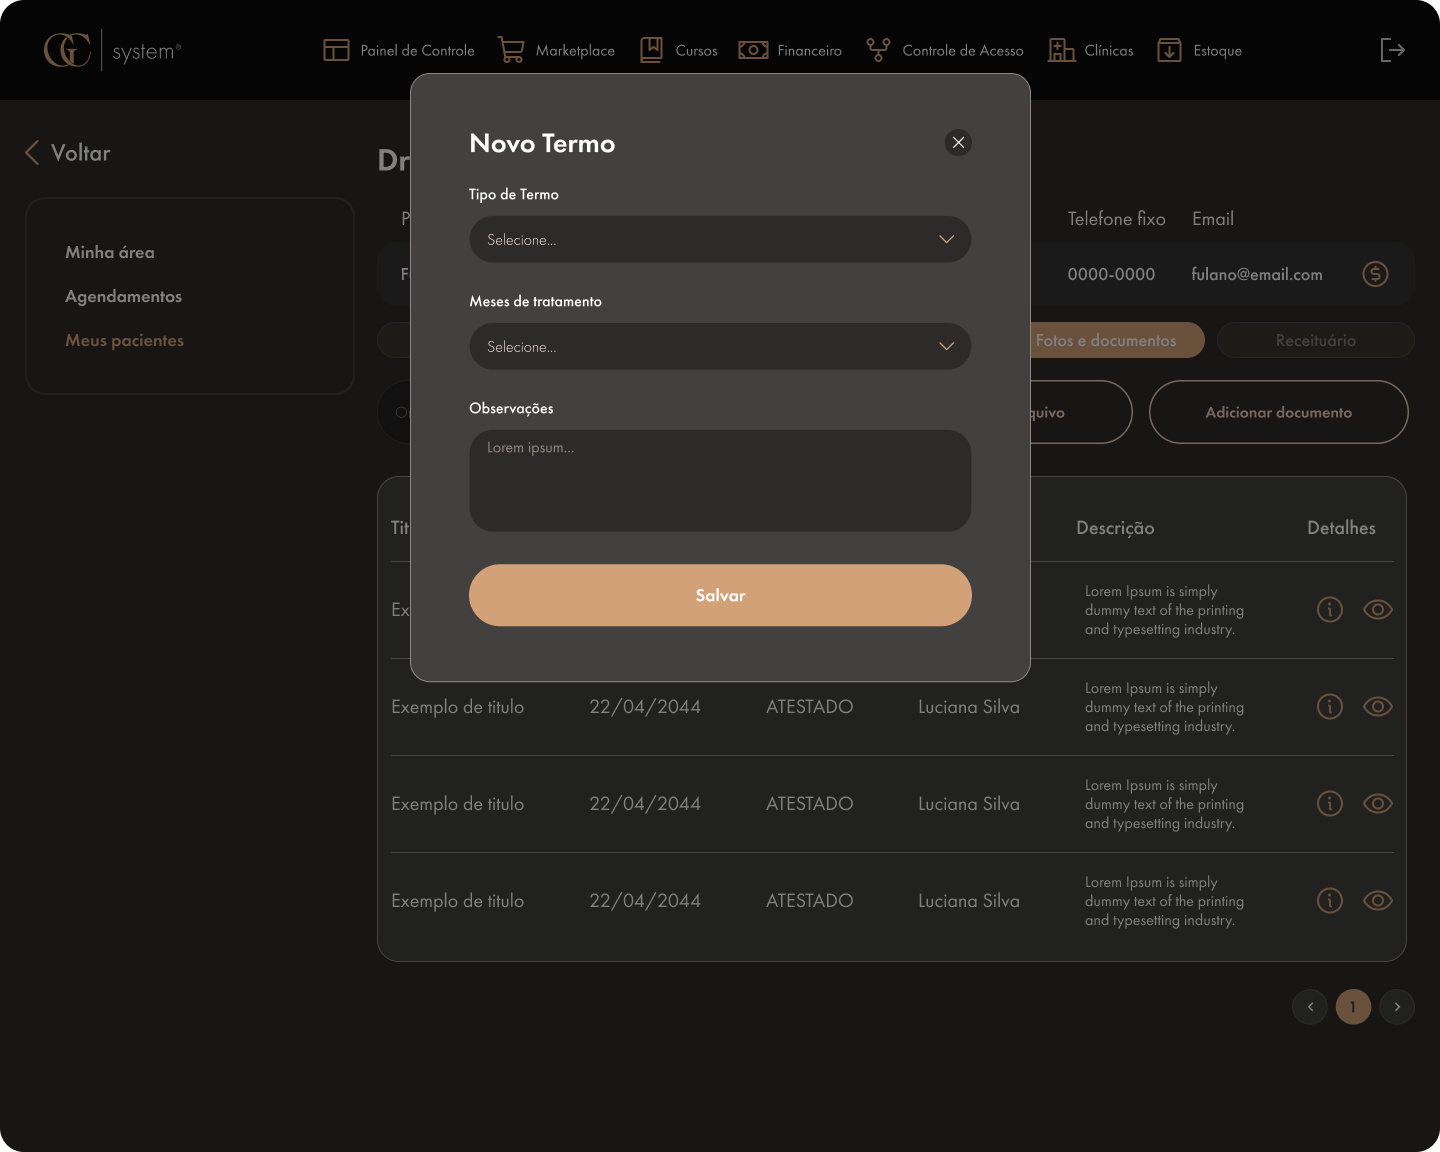 GC system®
Painel de Controle
Marketplace
Cursos
Financeiro
Controle de Acesso
Clínicas
Estoque
Voltar
Minha área
Agendamentos
Meus pacientes
Dr
Novo Termo
Tipo de Termo
Selecione...
Meses de tratamento
Selecione...
Observações
Lorem ipsum...
Salvar
P
Telefone fixo
Email
F
0000-0000
fulano@email.com
Fotos e documentos
Receituário
quivo
Adicionar documento
Tit
Descrição
Detalhes
Ex
Lorem Ipsum is simply
dummy text of the printing
and typesetting industry.
Exemplo de titulo
22/04/2044
ATESTADO
Luciana Silva
Lorem Ipsum is simply
dummy text of the printing
and typesetting industry.
Exemplo de titulo
22/04/2044
ATESTADO
Luciana Silva
Lorem Ipsum is simply
dummy text of the printing
and typesetting industry.
Exemplo de titulo
22/04/2044
ATESTADO
Luciana Silva
Lorem Ipsum is simply
dummy text of the printing
and typesetting industry.
1